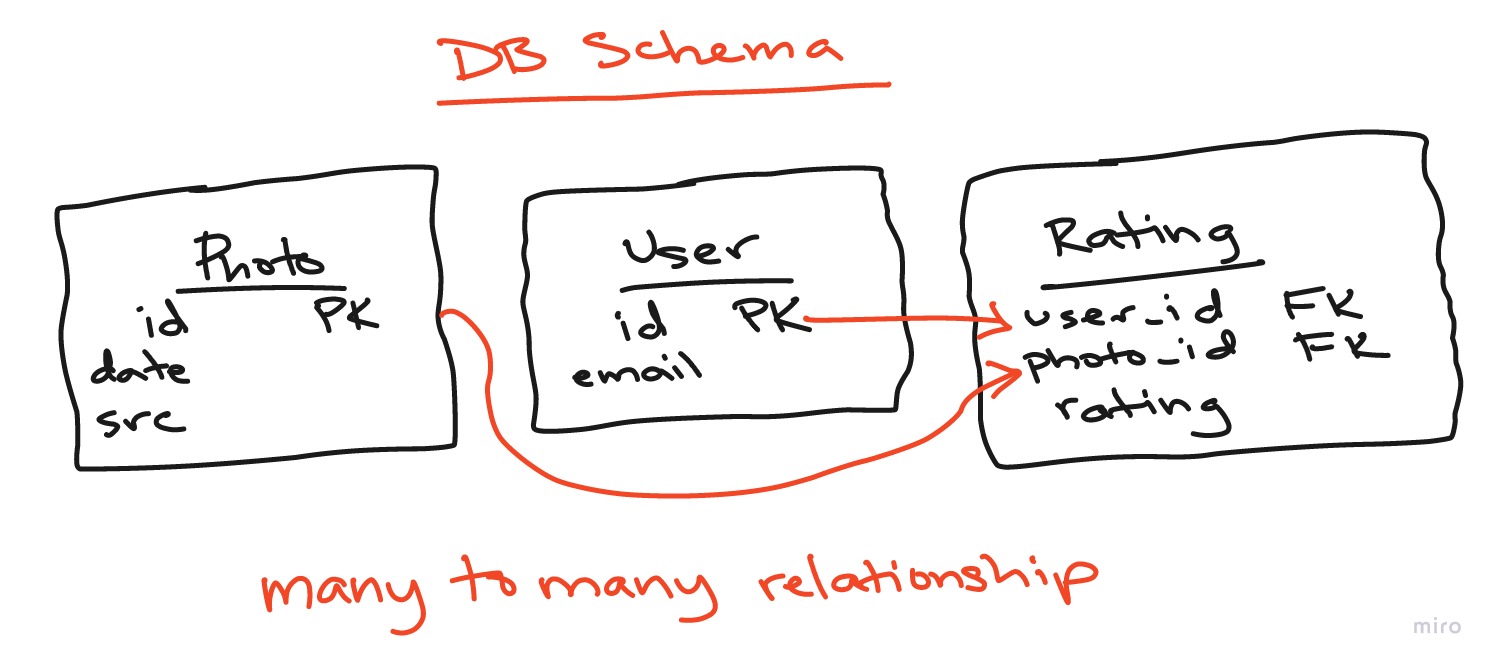 DB Schema
Photo
id PK
date
src
User
id PK
email
Rating
user_id FK
photo_id FK
rating
many to many relationship
miro